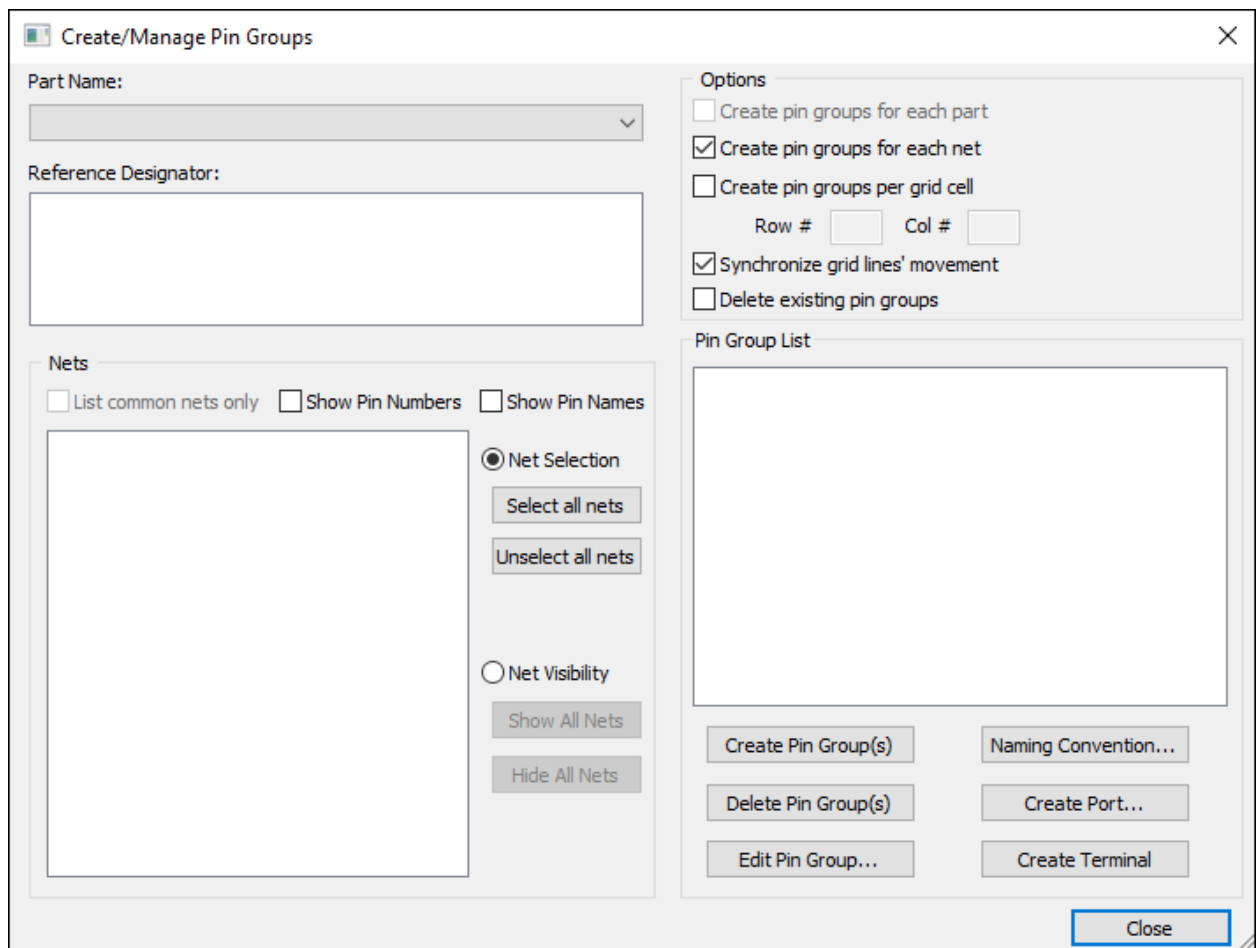 Create/Manage Pin Groups
Part Name:
Reference Designator:
Nets
List common nets only Show Pin Numbers Show Pin Names
Net Selection
Select all nets
Unselect all nets
Net Visibility
Show All Nets
Hide All Nets
Options
Create pin groups for each part
Create pin groups for each net
Create pin groups per grid cell
Row # Col #
Synchronize grid lines' movement
Delete existing pin groups
Pin Group List
Create Pin Group(s) Naming Convention...
Delete Pin Group(s) Create Port...
Edit Pin Group... Create Terminal
Close